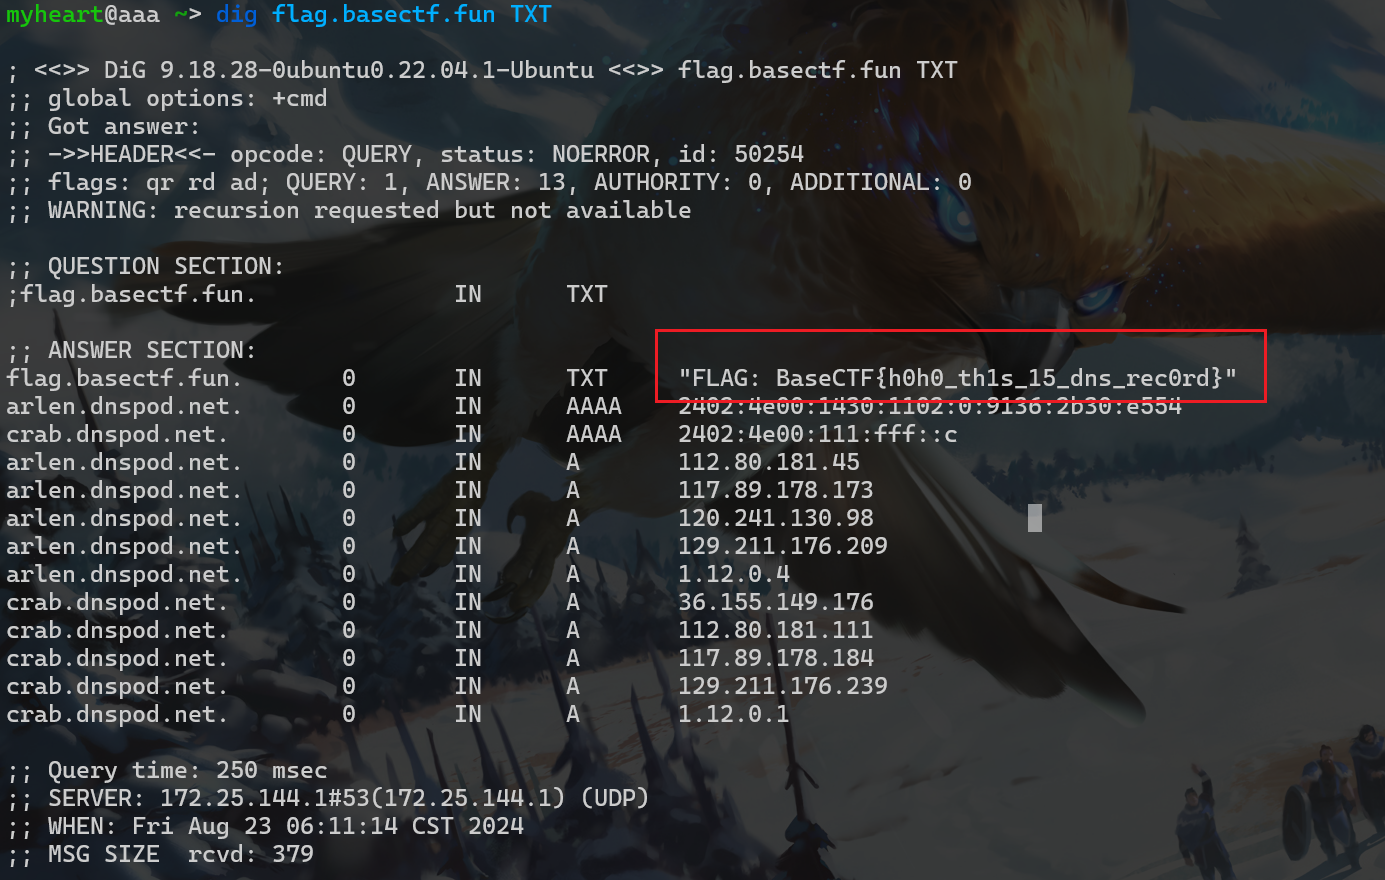 myheart@aaa ~> dig flag.basectf.fun TXT
; <<>> DiG 9.18.28-0ubuntu0.22.04.1-Ubuntu <<>> flag.basectf.fun TXT
;; global options: +cmd
;; Got answer:
;; ->>HEADER<<- opcode: QUERY, status: NOERROR, id: 50254
;; flags: qr rd ad; QUERY: 1, ANSWER: 13, AUTHORITY: 0, ADDITIONAL: 0
;; WARNING: recursion requested but not available
;; QUESTION SECTION:
;flag.basectf.fun. IN TXT
;; ANSWER SECTION:
flag.basectf.fun. 0 IN TXT "FLAG: BaseCTF{h0h0_th1s_15_dns_rec0rd}"
arlen.dnspod.net. 0 IN AAAA 2402:4e00:1430:1102:0:9136:2b30:e554
crab.dnspod.net. 0 IN AAAA 2402:4e00:111:fff::c
arlen.dnspod.net. 0 IN A 112.80.181.45
arlen.dnspod.net. 0 IN A 117.89.178.173
arlen.dnspod.net. 0 IN A 120.241.130.98
arlen.dnspod.net. 0 IN A 129.211.176.209
arlen.dnspod.net. 0 IN A 1.12.0.4
crab.dnspod.net. 0 IN A 36.155.149.176
crab.dnspod.net. 0 IN A 112.80.181.111
crab.dnspod.net. 0 IN A 117.89.178.184
crab.dnspod.net. 0 IN A 129.211.176.239
crab.dnspod.net. 0 IN A 1.12.0.1
;; Query time: 250 msec
;; SERVER: 172.25.144.1#53(172.25.144.1) (UDP)
;; WHEN: Fri Aug 23 06:11:14 CST 2024
;; MSG SIZE  rcvd: 379